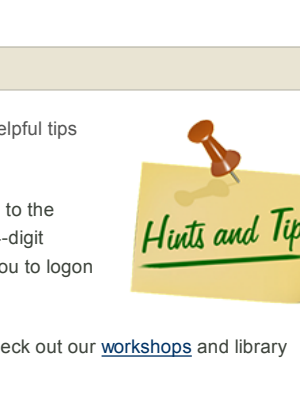 elpful tips
to the
-digit
ou to logon
Hints and Tip
eck out our workshops and library